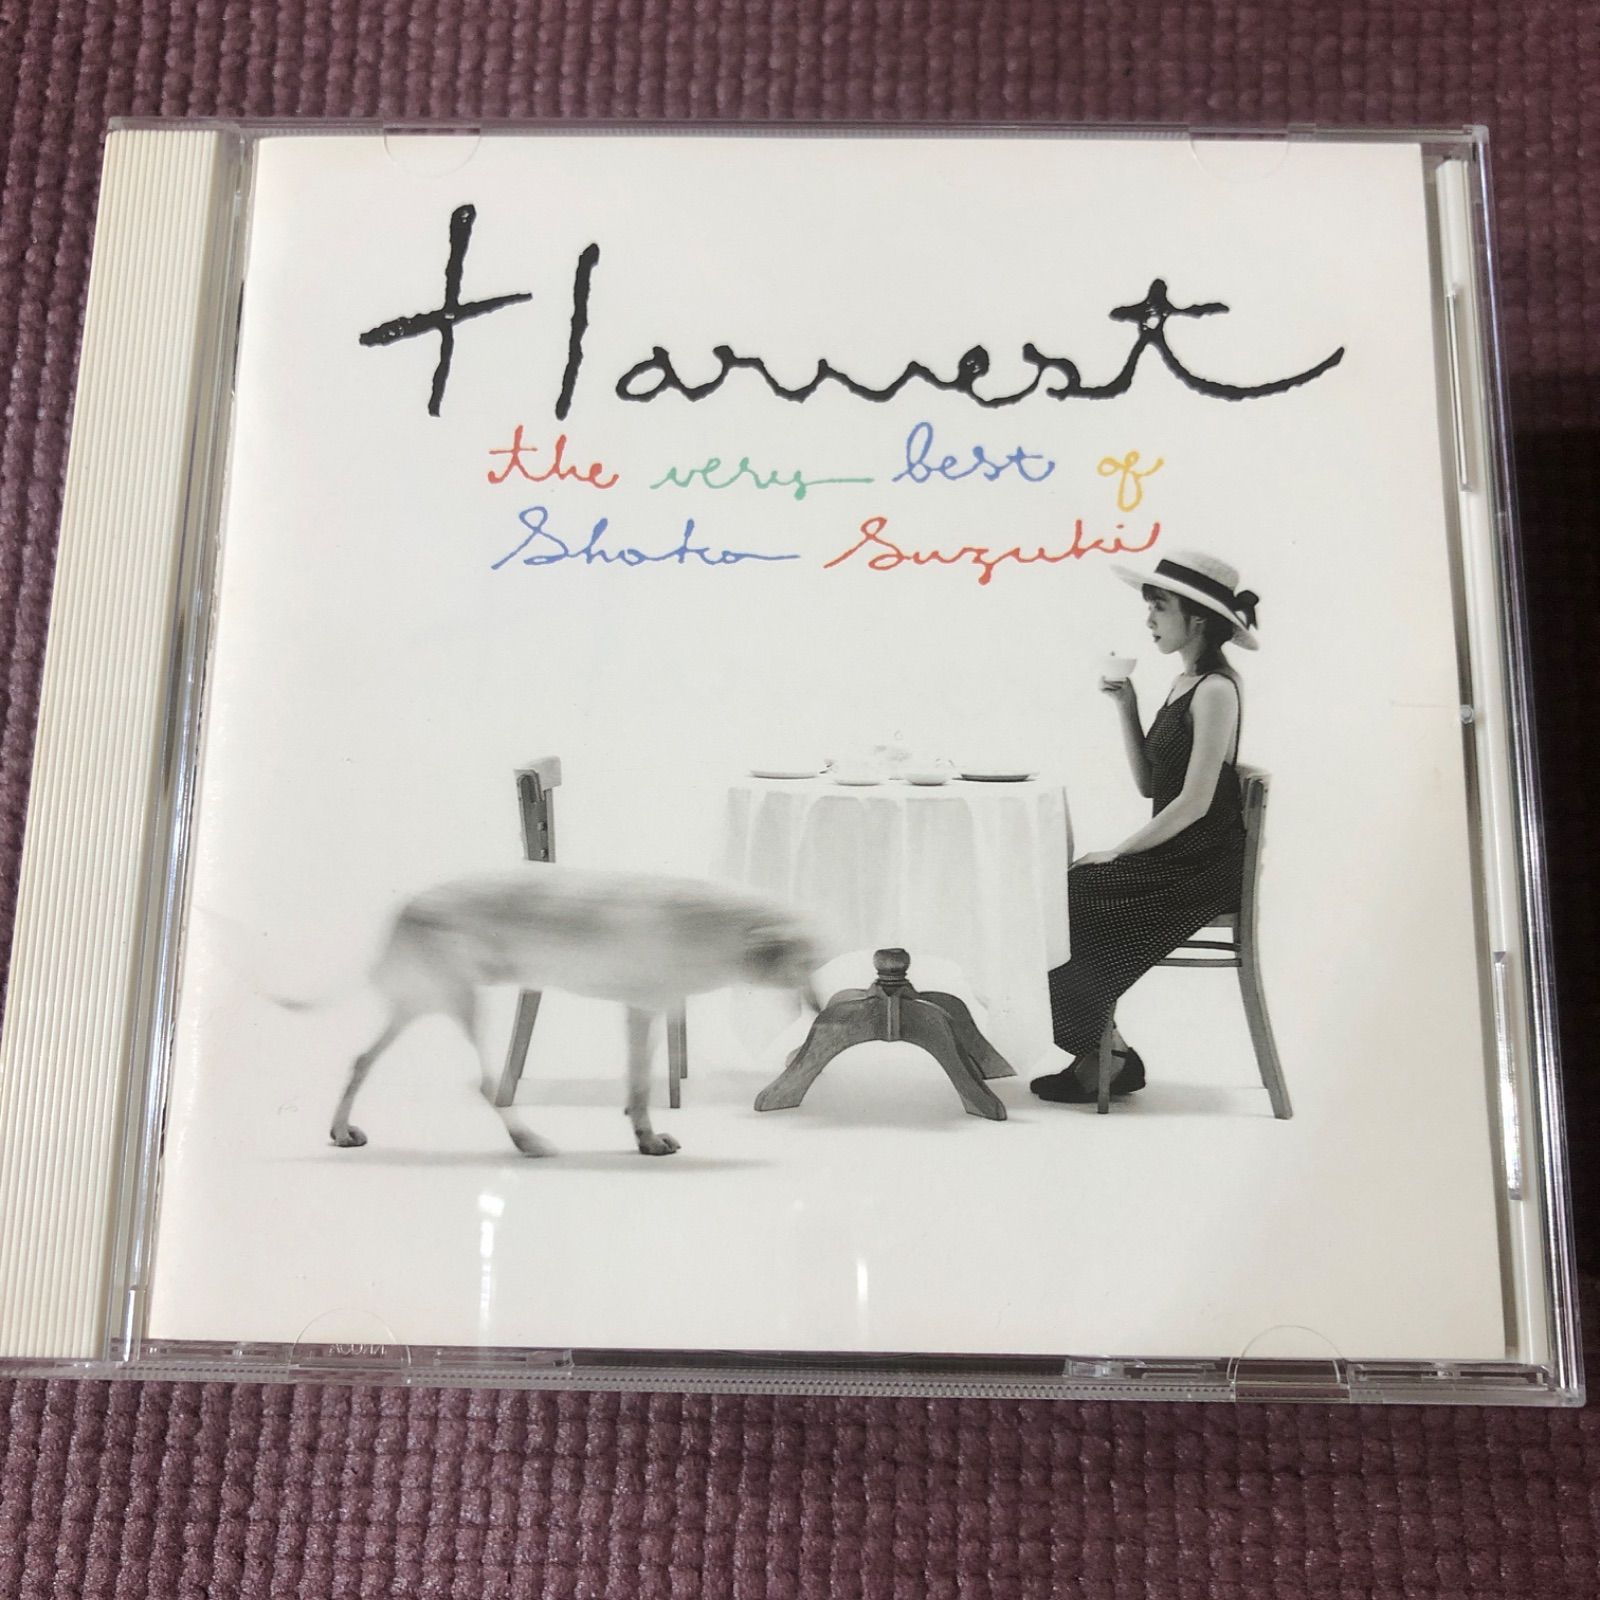 Harvest
the very best of
Shoko Suzuki